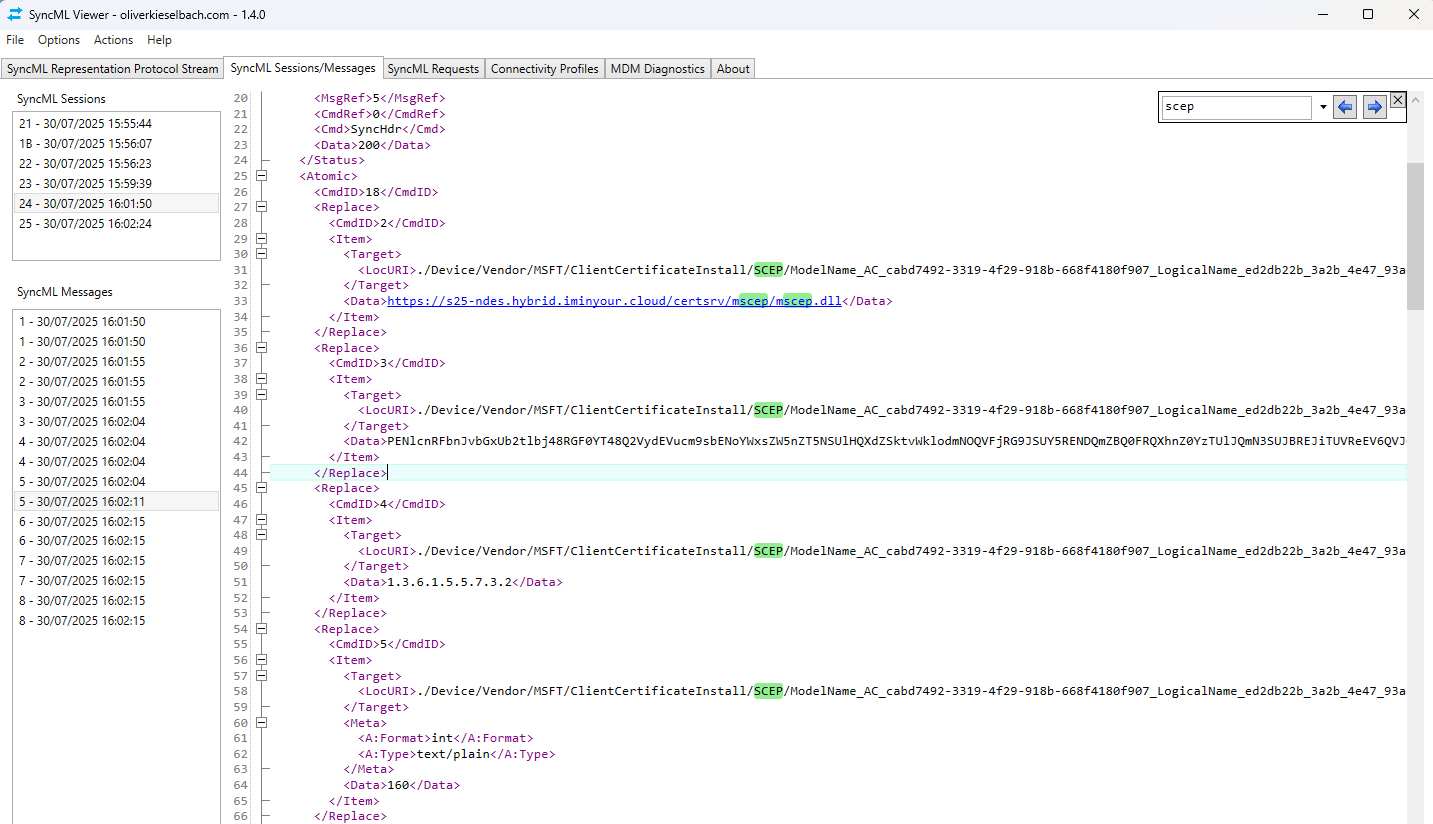 SyncML Viewer - oliverkieselbach.com - 1.4.0
File Options Actions Help
SyncML Representation Protocol Stream SyncML Sessions/Messages SyncML Requests Connectivity Profiles MDM Diagnostics About
SyncML Sessions
21 - 30/07/2025 15:55:44
1B - 30/07/2025 15:56:07
22 - 30/07/2025 15:56:23
23 - 30/07/2025 15:59:39
24 - 30/07/2025 16:01:50
25 - 30/07/2025 16:02:24
SyncML Messages
1 - 30/07/2025 16:01:50
1 - 30/07/2025 16:01:50
2 - 30/07/2025 16:01:55
2 - 30/07/2025 16:01:55
3 - 30/07/2025 16:01:55
3 - 30/07/2025 16:02:04
4 - 30/07/2025 16:02:04
4 - 30/07/2025 16:02:04
5 - 30/07/2025 16:02:04
5 - 30/07/2025 16:02:11
6 - 30/07/2025 16:02:15
6 - 30/07/2025 16:02:15
7 - 30/07/2025 16:02:15
7 - 30/07/2025 16:02:15
8 - 30/07/2025 16:02:15
8 - 30/07/2025 16:02:15
scep
20 <MsgRef>5</MsgRef>
21 <CmdRef>0</CmdRef>
22 <Cmd>SyncHdr</Cmd>
23 <Data>200</Data>
24 </Status>
25 <Atomic>
26 <CmdID>18</CmdID>
27 <Replace>
28 <CmdID>2</CmdID>
29 <Item>
30 <Target>
31 <LocURI>./Device/Vendor/MSFT/ClientCertificateInstall/SCEP/ModelName_AC_cabd7492-3319-4f29-918b-668f4180f907_LogicalName_ed2db22b_3a2b_4e47_93a
32 </Target>
33 <Data>https://s25-ndes.hybrid.iminyour.cloud/certsrv/mscep/mscep.dll</Data>
34 </Item>
35 </Replace>
36 <Replace>
37 <CmdID>3</CmdID>
38 <Item>
39 <Target>
40 <LocURI>./Device/Vendor/MSFT/ClientCertificateInstall/SCEP/ModelName_AC_cabd7492-3319-4f29-918b-668f4180f907_LogicalName_ed2db22b_3a2b_4e47_93a
41 </Target>
42 <Data>
43 </Item>
44 </Replace>
45 <Replace>
46 <CmdID>4</CmdID>
47 <Item>
48 <Target>
49 <LocURI>./Device/Vendor/MSFT/ClientCertificateInstall/SCEP/ModelName_AC_cabd7492-3319-4f29-918b-668f4180f907_LogicalName_ed2db22b_3a2b_4e47_93a
50 </Target>
51 <Data>1.3.6.1.5.5.7.3.2</Data>
52 </Item>
53 </Replace>
54 <Replace>
55 <CmdID>5</CmdID>
56 <Item>
57 <Target>
58 <LocURI>./Device/Vendor/MSFT/ClientCertificateInstall/SCEP/ModelName_AC_cabd7492-3319-4f29-918b-668f4180f907_LogicalName_ed2db22b_3a2b_4e47_93a
59 </Target>
60 <Meta>
61 <A:Format>int</A:Format>
62 <A:Type>text/plain</A:Type>
63 </Meta>
64 <Data>160</Data>
65 </Item>
66 </Replace>